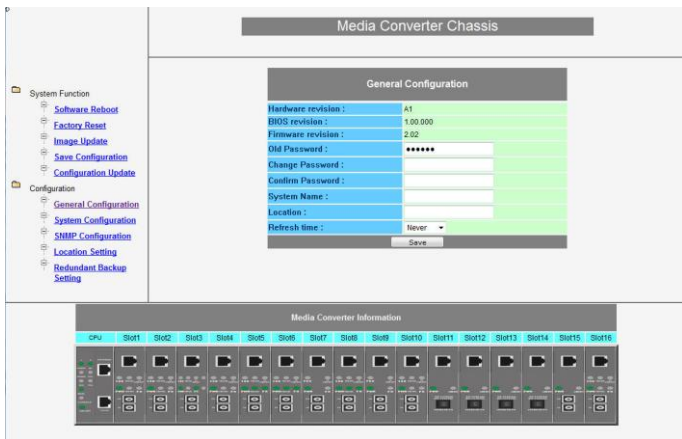 Media Converter Chassis
System Function
Software Reboot
Factory Reset
Image Update
Save Configuration
Configuration Update
Configuration
General Configuration
System Configuration
SNMP Configuration
Location Setting
Redundant Backup
Setting
General Configuration
Hardware revision : A1
BIOS revision : 1.00.000
Firmware revision : 2.02
Old Password : ••••••
Change Password :
Confirm Password :
System Name :
Location :
Refresh time : Never
Save
Media Converter Information
CPU Slot1 Slot2 Slot3 Slot4 Slot5 Slot6 Slot7 Slot8 Slot9 Slot10 Slot11 Slot12 Slot13 Slot14 Slot15 Slot16